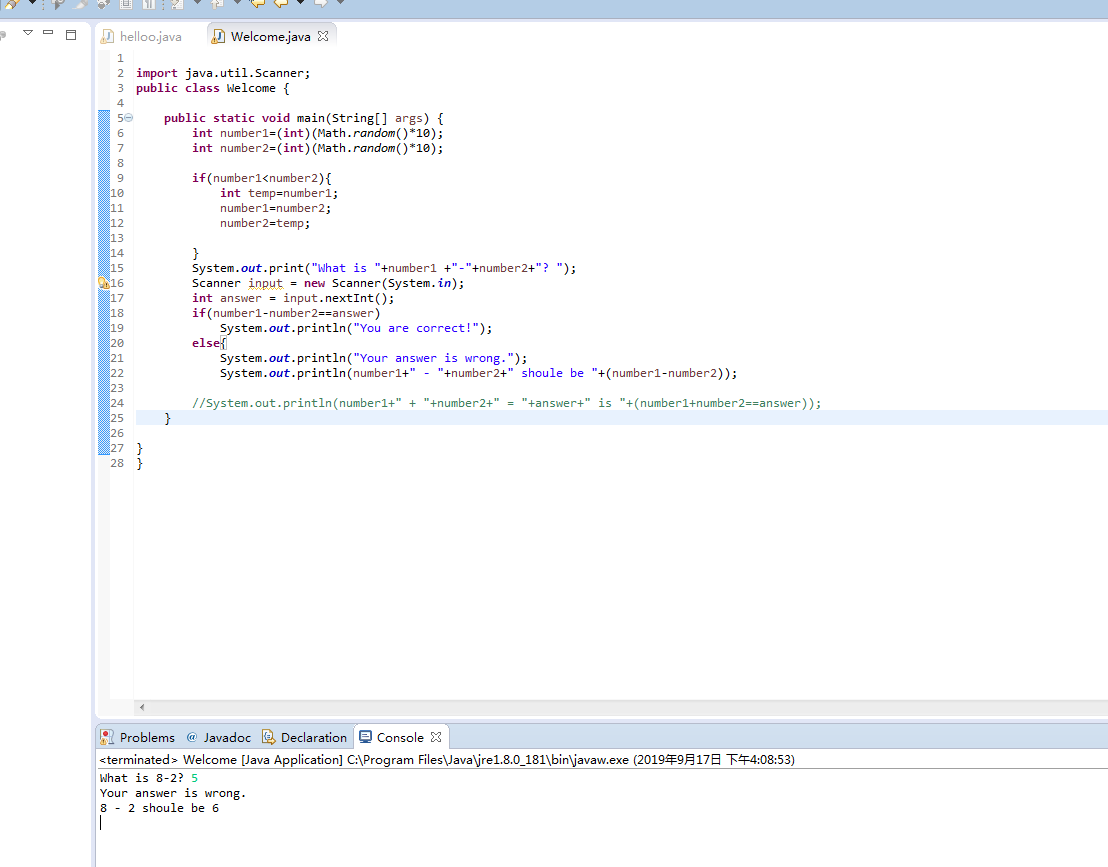 helloo.java Welcome.java
1
2 import java.util.Scanner;
3 public class Welcome {
4
5 public static void main(String[] args) {
6 int number1=(int)(Math.random()*10);
7 int number2=(int)(Math.random()*10);
8
9 if(number1<number2){
10 int temp=number1;
11 number1=number2;
12 number2=temp;
13
14 }
15 System.out.print("What is "+number1 +"-"+number2+"? ");
16 Scanner input = new Scanner(System.in);
17 int answer = input.nextInt();
18 if(number1-number2==answer)
19 System.out.println("You are correct!");
20 else{
21 System.out.println("Your answer is wrong.");
22 System.out.println(number1+" - "+number2+" shoule be "+(number1-number2));
23
24 //System.out.println(number1+" + "+number2+" = "+answer+" is "+(number1+number2==answer));
25 }
26
27 }
28 }
Problems @ Javadoc Declaration Console
<terminated> Welcome [Java Application] C:\Program Files\Java\jre1.8.0_181\bin\javaw.exe (2019年9月17日 下午4:08:53)
What is 8-2? 5
Your answer is wrong.
8 - 2 shoule be 6